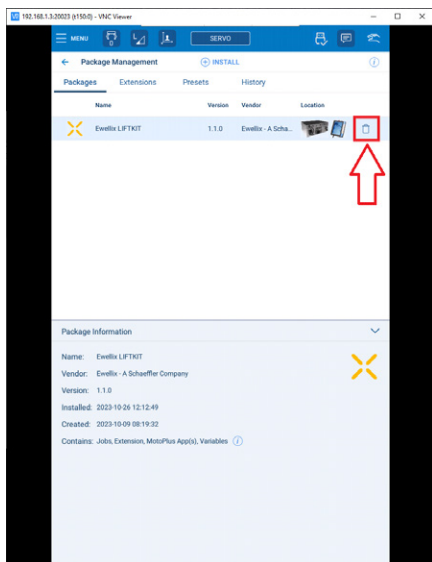 192.168.1.3:20023 (t150:0) - VNC Viewer
MENU
0
SERVO
Package Management
INSTALL
Packages Extensions Presets History
Name Version Vendor Location
Ewellix LIFTKIT 1.1.0 Ewellix - A Scha...
Package Information
Name: Ewellix LIFTKIT
Vendor: Ewellix - A Schaeffler Company
Version: 1.1.0
Installed: 2023-10-26 12:12:49
Created: 2023-10-09 08:19:32
Contains: Jobs, Extension, MotoPlus App(s), Variables